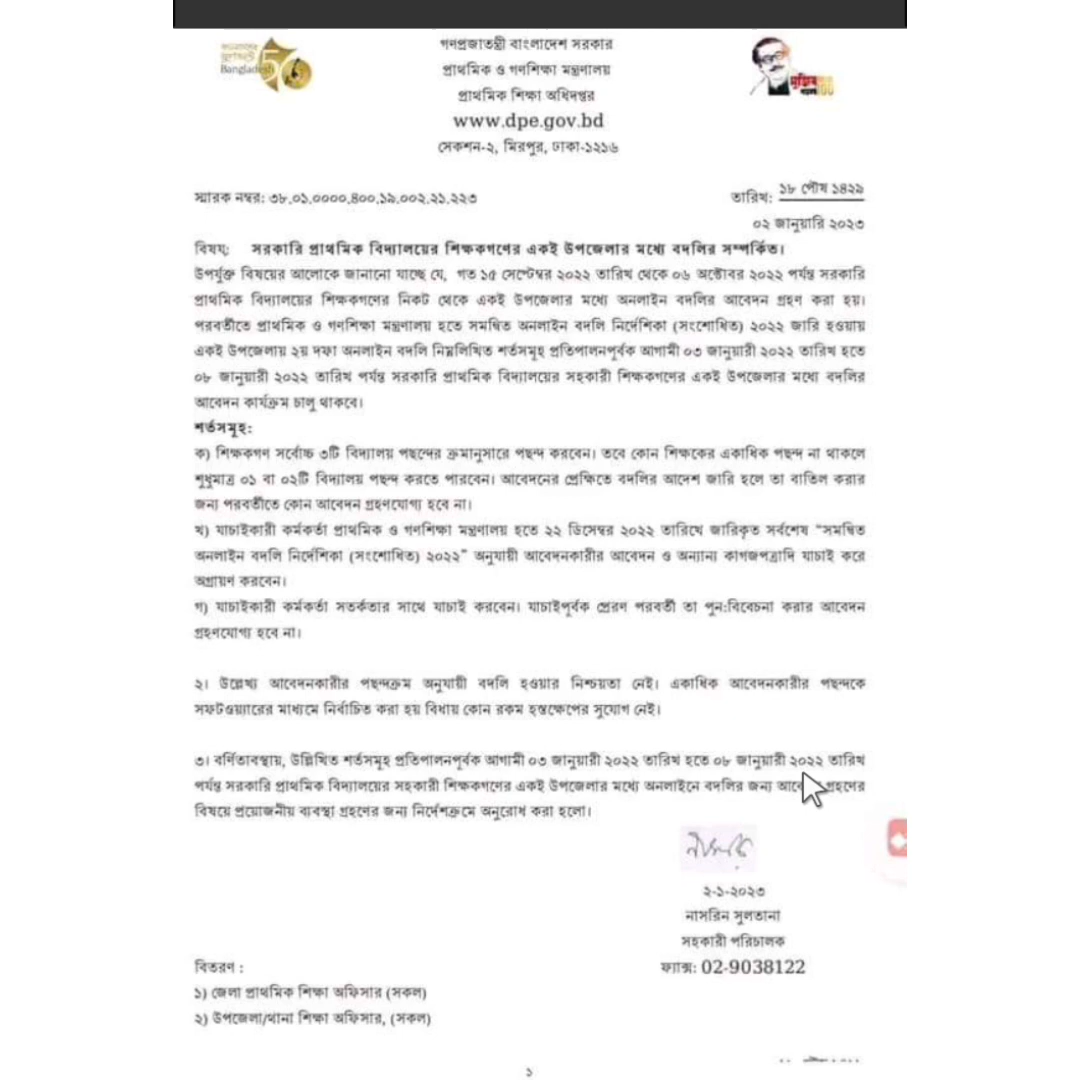 Bangladesh 50
গণপ্রজাতন্ত্রী বাংলাদেশ সরকার
প্রাথমিক ও গণশিক্ষা মন্ত্রণালয়
প্রাথমিক শিক্ষা অধিদপ্তর
www.dpe.gov.bd
সেকশন-২, মিরপুর, ঢাকা-১২১৬
মুজিব
১০০
স্মারক নম্বর: ৩৮.০১.০০০০.৪০০.১৯.০০২.২১.২২৩
তারিখ: ১৮ পৌষ ১৪২৯
০২ জানুয়ারি ২০২৩
বিষয়: সরকারি প্রাথমিক বিদ্যালয়ের শিক্ষকগণের একই উপজেলার মধ্যে বদলির সম্পর্কিত।
উপর্যুক্ত বিষয়ের আলোকে জানানো যাচ্ছে যে, গত ১৫ সেপ্টেম্বর ২০২২ তারিখ থেকে ০৬ অক্টোবর ২০২২ পর্যন্ত সরকারি
প্রাথমিক বিদ্যালয়ের শিক্ষকগণের নিকট থেকে একই উপজেলার মধ্যে অনলাইন বদলির আবেদন গ্রহণ করা হয়।
পরবর্তীতে প্রাথমিক ও গণশিক্ষা মন্ত্রণালয় হতে সমন্বিত অনলাইন বদলি নির্দেশিকা (সংশোধিত) ২০২২ জারি হওয়ায়
একই উপজেলায় ২য় দফা অনলাইন বদলি নিম্নলিখিত শর্তসমূহ প্রতিপালনপূর্বক আগামী ০৩ জানুয়ারী ২০২২ তারিখ হতে
০৮ জানুয়ারী ২০২২ তারিখ পর্যন্ত সরকারি প্রাথমিক বিদ্যালয়ের সহকারী শিক্ষকগণের একই উপজেলার মধ্যে বদলির
আবেদন কার্যক্রম চালু থাকবে।
শর্তসমূহ:
ক) শিক্ষকগণ সর্বোচ্চ ৩টি বিদ্যালয় পছন্দের ক্রমানুসারে পছন্দ করবেন। তবে কোন শিক্ষকের একাধিক পছন্দ না থাকলে
শুধুমাত্র ০১ বা ০২টি বিদ্যালয় পছন্দ করতে পারবেন। আবেদনের প্রেক্ষিতে বদলির আদেশ জারি হলে তা বাতিল করার
জন্য পরবর্তীতে কোন আবেদন গ্রহণযোগ্য হবে না।
খ) যাচাইকারী কর্মকর্তা প্রাথমিক ও গণশিক্ষা মন্ত্রণালয় হতে ২২ ডিসেম্বর ২০২২ তারিখে জারিকৃত সর্বশেষ “সমন্বিত
অনলাইন বদলি নির্দেশিকা (সংশোধিত) ২০২২” অনুযায়ী আবেদনকারীর আবেদন ও অন্যান্য কাগজপত্রাদি যাচাই করে
অগ্রায়ণ করবেন।
গ) যাচাইকারী কর্মকর্তা সতর্কতার সাথে যাচাই করবেন। যাচাইপূর্বক প্রেরণ পরবর্তী তা পুন:বিবেচনা করার আবেদন
গ্রহণযোগ্য হবে না।
২। উল্লেখ্য আবেদনকারীর পছন্দক্রম অনুযায়ী বদলি হওয়ার নিশ্চয়তা নেই। একাধিক আবেদনকারীর পছন্দকে
সফটওয়্যারের মাধ্যমে নির্বাচিত করা হয় বিধায় কোন রকম হস্তক্ষেপের সুযোগ নেই।
৩। বর্ণিতাবস্থায়, উল্লিখিত শর্তসমূহ প্রতিপালনপূর্বক আগামী ০৩ জানুয়ারী ২০২২ তারিখ হতে ০৮ জানুয়ারী ২০২২ তারিখ
পর্যন্ত সরকারি প্রাথমিক বিদ্যালয়ের সহকারী শিক্ষকগণের একই উপজেলার মধ্যে অনলাইনে বদলির জন্য গ্রহণের
বিষয়ে প্রয়োজনীয় ব্যবস্থা গ্রহণের জন্য নির্দেশক্রমে অনুরোধ করা হলো।
২-১-২০২৩
নাসরিন সুলতানা
সহকারী পরিচালক
ফ্যাক্স: 02-9038122
বিতরণ :
১) জেলা প্রাথমিক শিক্ষা অফিসার (সকল)
২) উপজেলা/থানা শিক্ষা অফিসার, (সকল)
১